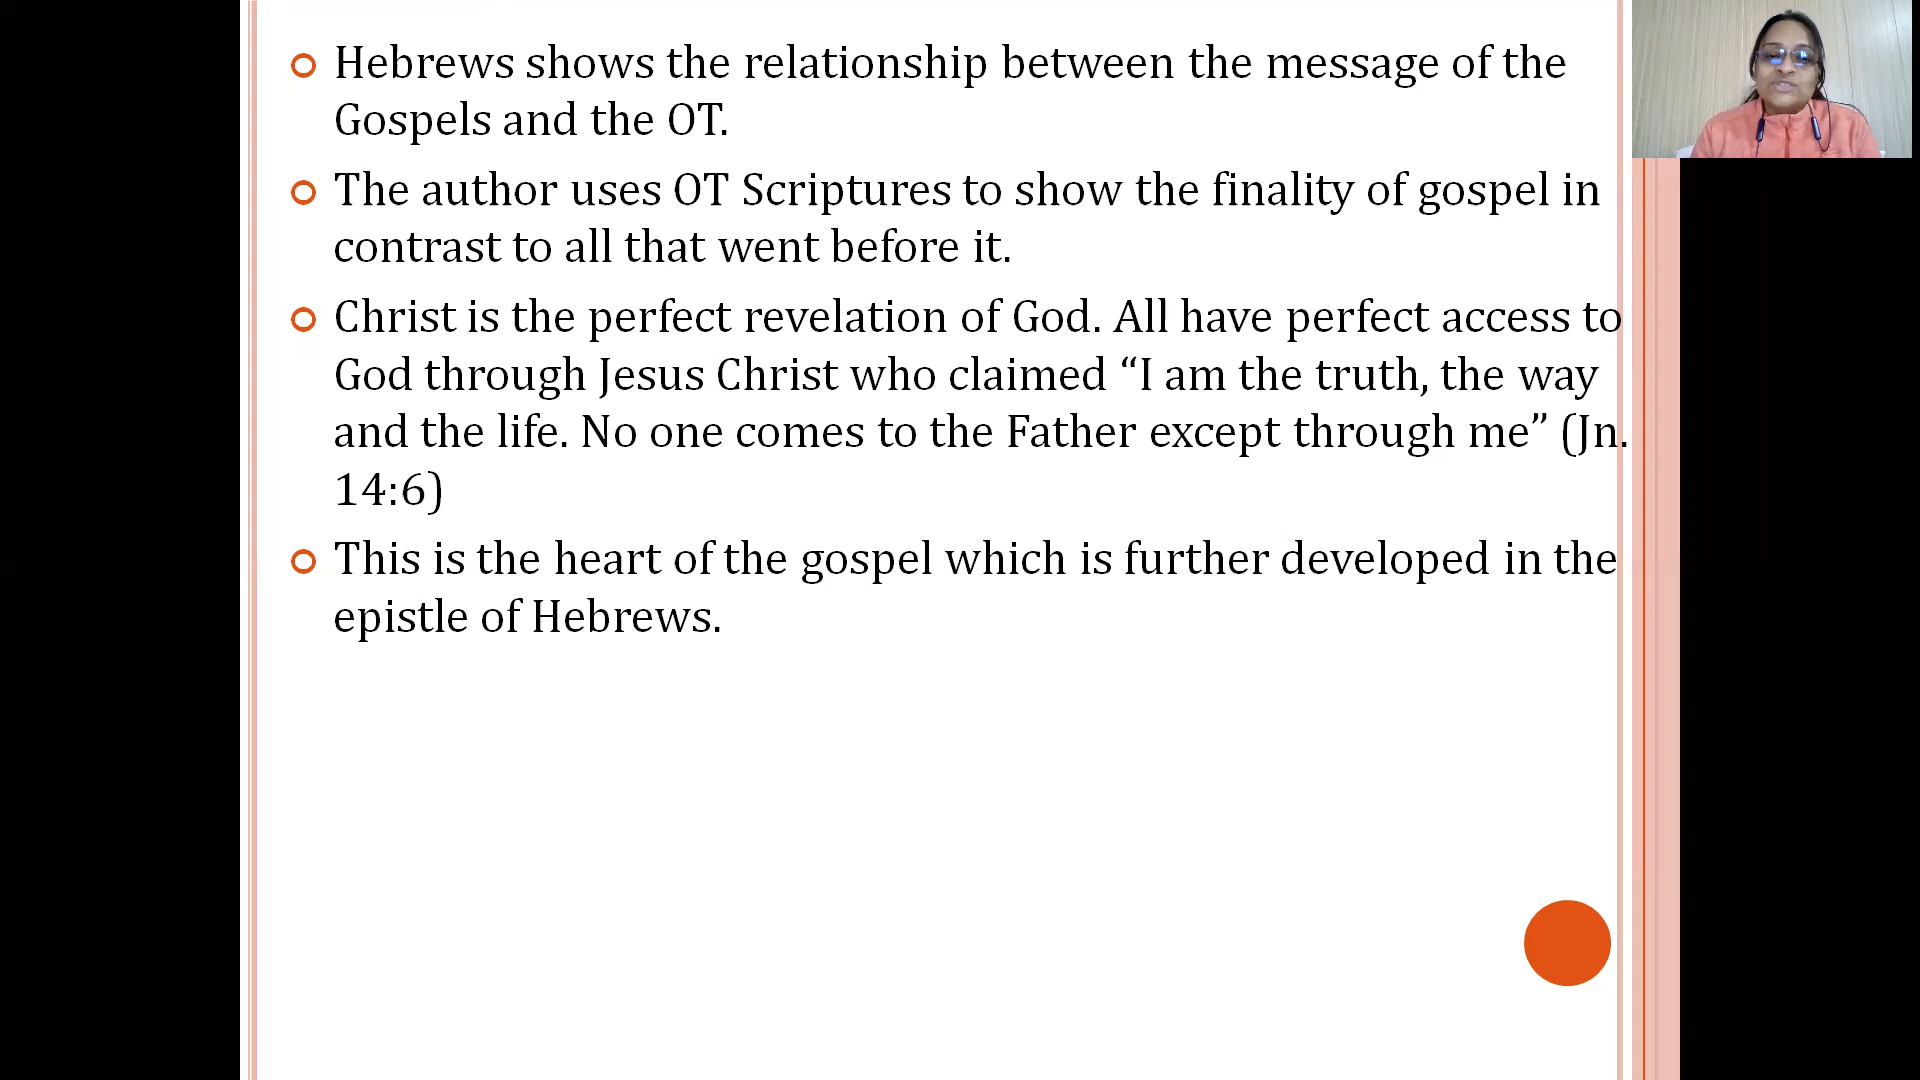 Hebrews shows the relationship between the message of the
Gospels and the OT.
The author uses OT Scriptures to show the finality of gospel in
contrast to all that went before it.
Christ is the perfect revelation of God. All have perfect access to
God through Jesus Christ who claimed “I am the truth, the way
and the life. No one comes to the Father except through me” (Jn.
14:6)
This is the heart of the gospel which is further developed in the
epistle of Hebrews.